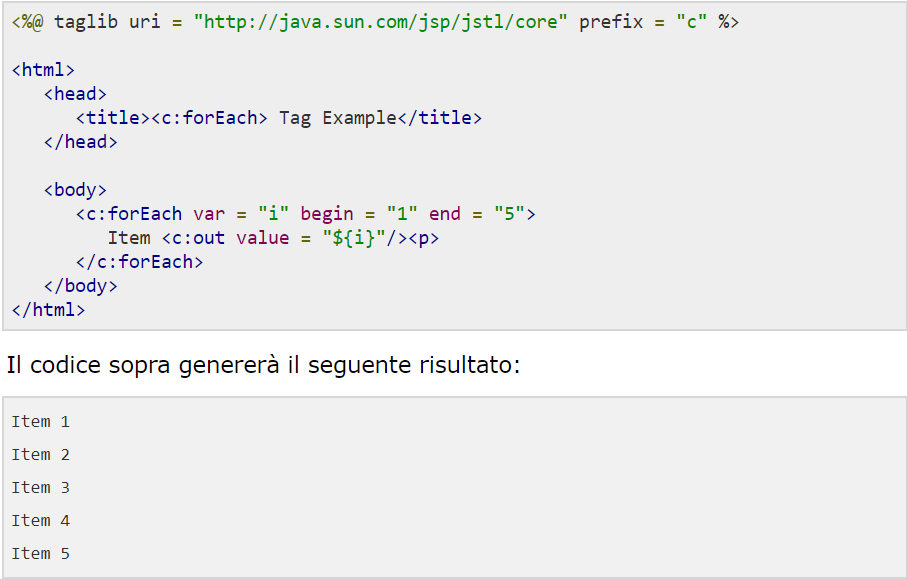 <%@ taglib uri = "http://java.sun.com/jsp/jstl/core" prefix = "c" %>
<html>
<head>
<title><c:forEach> Tag Example</title>
</head>
<body>
<c:forEach var = "i" begin = "1" end = "5">
Item <c:out value = "${i}"/><p>
</c:forEach>
</body>
</html>
Il codice sopra genererà il seguente risultato:
Item 1
Item 2
Item 3
Item 4
Item 5